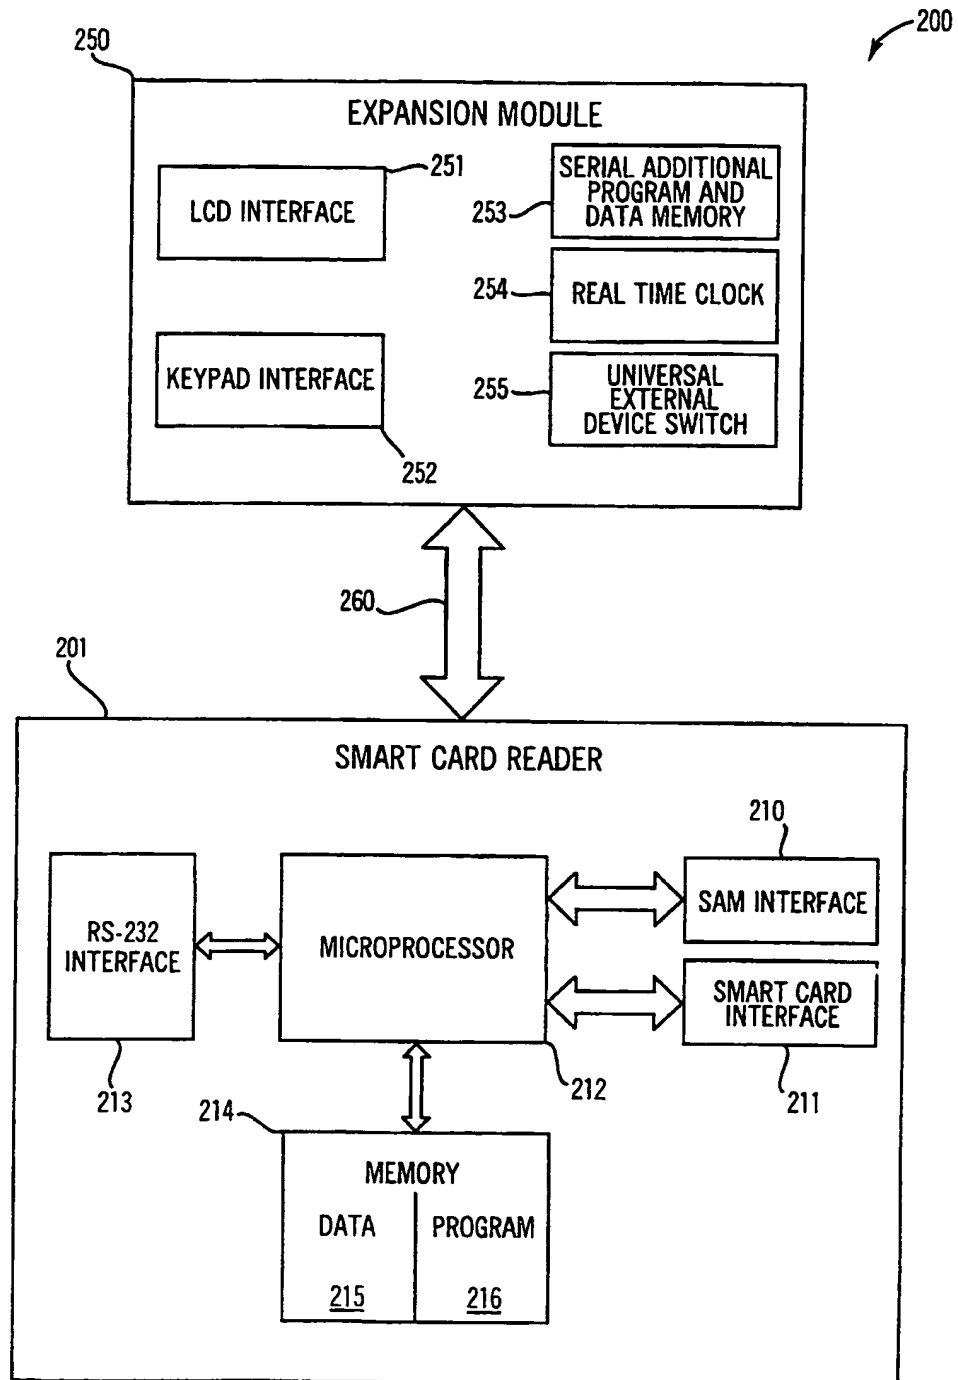 200
250
EXPANSION MODULE
251
LCD INTERFACE
253
SERIAL ADDITIONAL
PROGRAM AND
DATA MEMORY
254
REAL TIME CLOCK
KEYPAD INTERFACE
252
255
UNIVERSAL
EXTERNAL
DEVICE SWITCH
260
201
SMART CARD READER
210
RS-232
INTERFACE
213
MICROPROCESSOR
212
SAM INTERFACE
SMART CARD
INTERFACE
211
214
MEMORY
DATA
PROGRAM
215
216